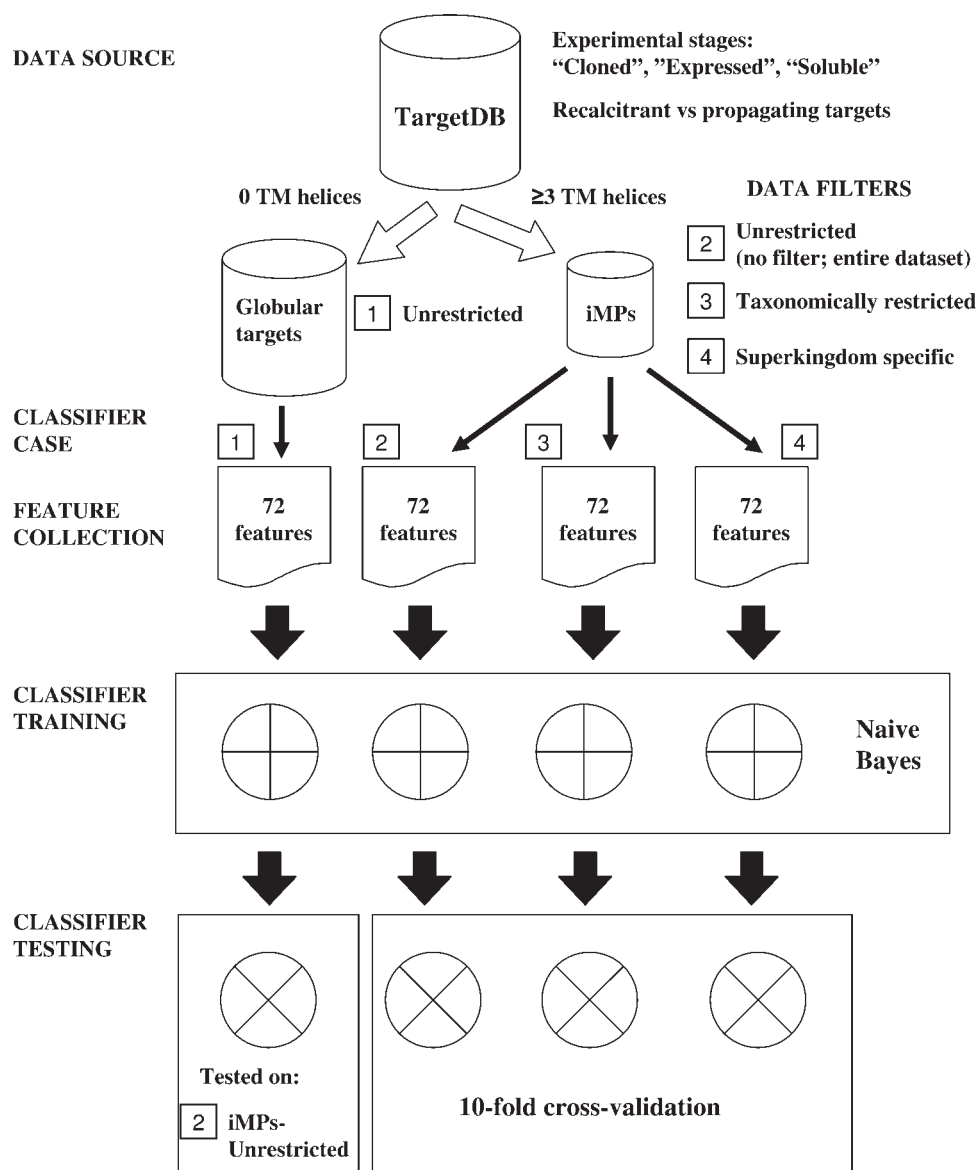 DATA SOURCE
TargetDB
Experimental stages:
“Cloned”, ”Expressed”, “Soluble”
Recalcitrant vs propagating targets
0 TM helices
≥3 TM helices
DATA FILTERS
2 Unrestricted
(no filter; entire dataset)
3 Taxonomically restricted
4 Superkingdom specific
Globular
targets
1 Unrestricted
iMPs
CLASSIFIER
CASE
1
2
3
4
FEATURE
COLLECTION
72
features
72
features
72
features
72
features
CLASSIFIER
TRAINING
Naive
Bayes
CLASSIFIER
TESTING
Tested on:
2 iMPs-
Unrestricted
10-fold cross-validation